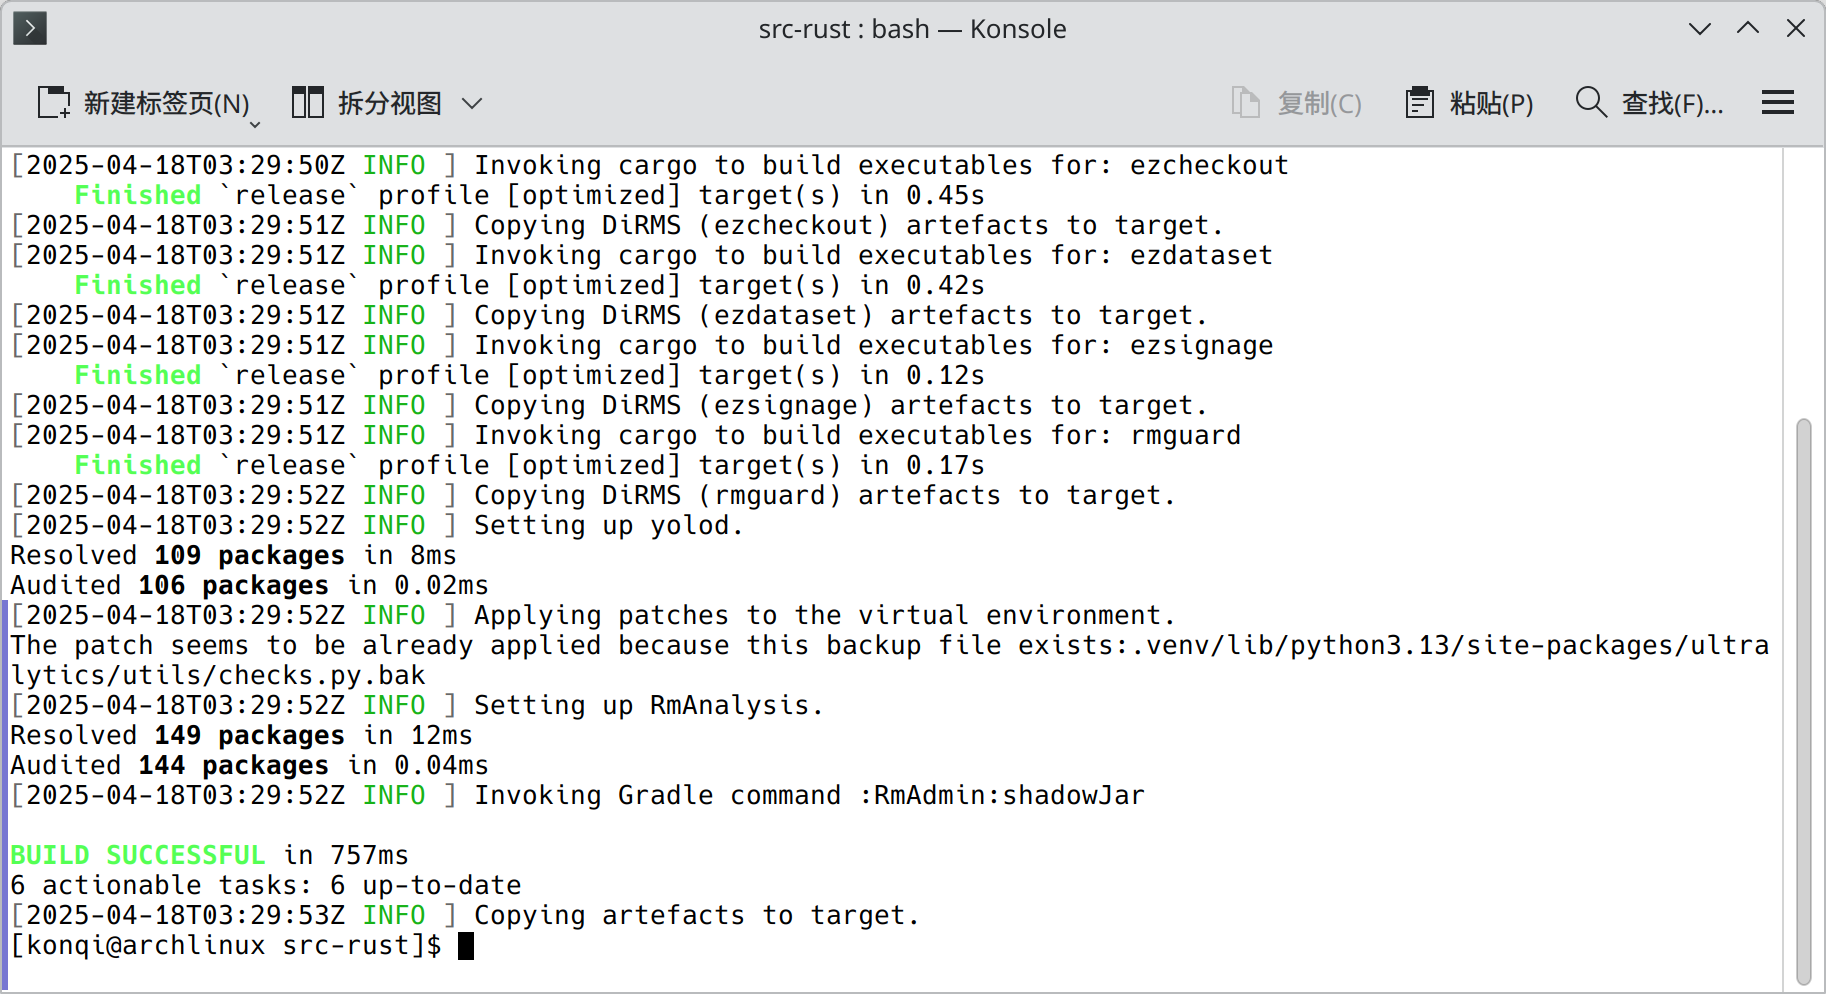 src-rust : bash — Konsole
新建标签页(N) 拆分视图 复制(C) 粘贴(P) 查找(F)...
[2025-04-18T03:29:50Z INFO ] Invoking cargo to build executables for: ezcheckout
    Finished `release` profile [optimized] target(s) in 0.45s
[2025-04-18T03:29:51Z INFO ] Copying DiRMS (ezcheckout) artefacts to target.
[2025-04-18T03:29:51Z INFO ] Invoking cargo to build executables for: ezdataset
    Finished `release` profile [optimized] target(s) in 0.42s
[2025-04-18T03:29:51Z INFO ] Copying DiRMS (ezdataset) artefacts to target.
[2025-04-18T03:29:51Z INFO ] Invoking cargo to build executables for: ezsignage
    Finished `release` profile [optimized] target(s) in 0.12s
[2025-04-18T03:29:51Z INFO ] Copying DiRMS (ezsignage) artefacts to target.
[2025-04-18T03:29:51Z INFO ] Invoking cargo to build executables for: rmguard
    Finished `release` profile [optimized] target(s) in 0.17s
[2025-04-18T03:29:52Z INFO ] Copying DiRMS (rmguard) artefacts to target.
[2025-04-18T03:29:52Z INFO ] Setting up yolod.
Resolved 109 packages in 8ms
Audited 106 packages in 0.02ms
[2025-04-18T03:29:52Z INFO ] Applying patches to the virtual environment.
The patch seems to be already applied because this backup file exists:.venv/lib/python3.13/site-packages/ultra
lytics/utils/checks.py.bak
[2025-04-18T03:29:52Z INFO ] Setting up RmAnalysis.
Resolved 149 packages in 12ms
Audited 144 packages in 0.04ms
[2025-04-18T03:29:52Z INFO ] Invoking Gradle command :RmAdmin:shadowJar
BUILD SUCCESSFUL in 757ms
6 actionable tasks: 6 up-to-date
[2025-04-18T03:29:53Z INFO ] Copying artefacts to target.
[konqi@archlinux src-rust]$